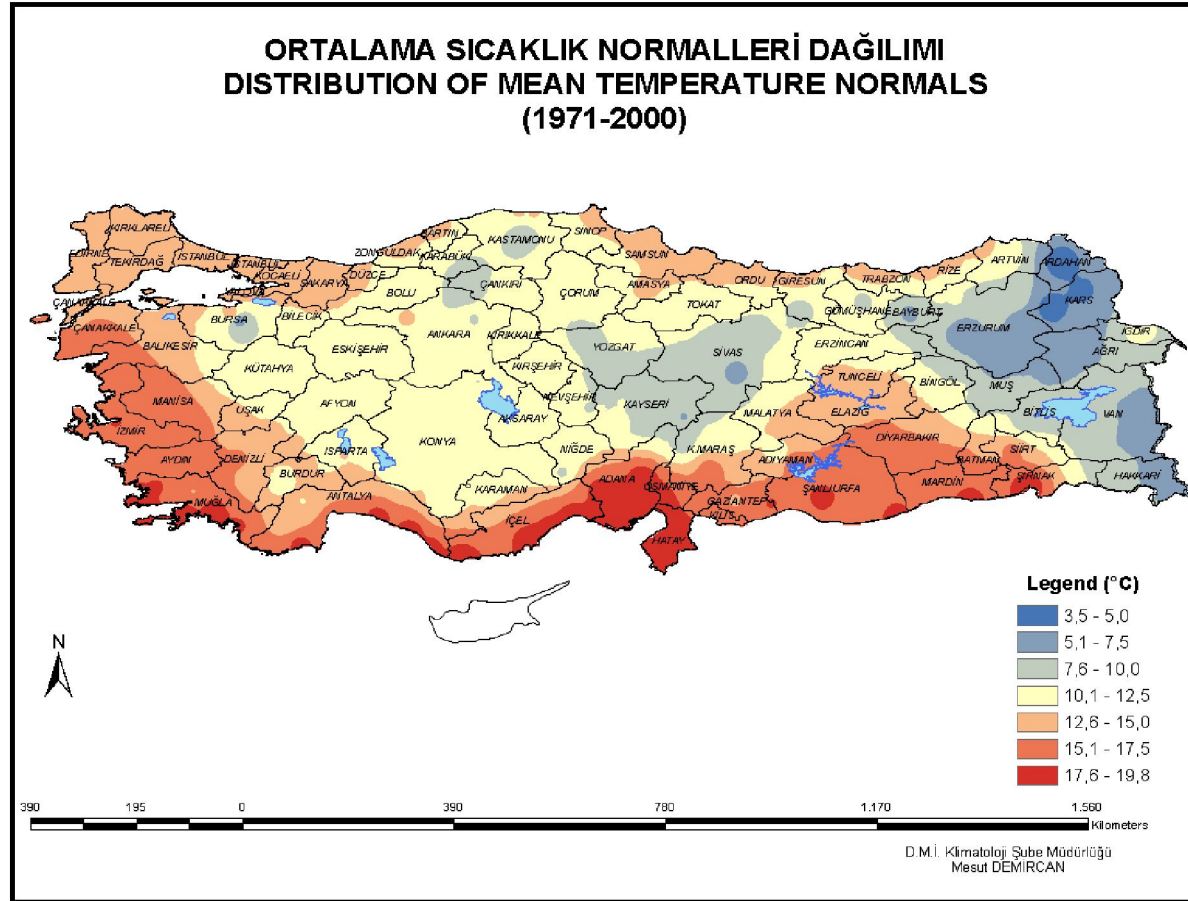 ORTALAMA SICAKLIK NORMALLERİ DAĞILIMI
DISTRIBUTION OF MEAN TEMPERATURE NORMALS
(1971-2000)
KIRKLARELİ
EDİRNE
TEKİRDAĞ
İSTANBUL
İSTANBUL
KOCAELİ
YALOVA
SAKARYA
DÜZCE
ZONGULDAK
BARTIN
KARABÜK
KASTAMONU
SİNOP
SAMSUN
ORDU
GİRESUN
TRABZON
RİZE
ARTVİN
ARDAHAN
KARS
IĞDIR
ÇANAKKALE
ÇANAKKALE
BALIKESİR
BURSA
BİLECİK
BOLU
ÇANKIRI
ÇORUM
AMASYA
TOKAT
GÜMÜŞHANE
BAYBURT
ERZURUM
AĞRI
KÜTAHYA
ESKİŞEHİR
ANKARA
KIRIKKALE
YOZGAT
SİVAS
ERZİNCAN
TUNCELİ
BİNGÖL
MUŞ
BİTLİS
VAN
MANİSA
UŞAK
AFYON
KIRŞEHİR
NEVŞEHİR
KAYSERİ
MALATYA
ELAZIĞ
DİYARBAKIR
BATMAN
SİİRT
ŞIRNAK
HAKKARİ
İZMİR
AYDIN
DENİZLİ
ISPARTA
BURDUR
KONYA
AKSARAY
NİĞDE
K.MARAŞ
ADIYAMAN
ŞANLIURFA
MARDİN
MUĞLA
ANTALYA
KARAMAN
İÇEL
ADANA
OSMANİYE
GAZİANTEP
KİLİS
HATAY
Legend (°C)
3,5 - 5,0
5,1 - 7,5
7,6 - 10,0
10,1 - 12,5
12,6 - 15,0
15,1 - 17,5
17,6 - 19,8
N
390 195 0 390 780 1.170 1.560
Kilometers
D.M.İ. Klimatoloji Şube Müdürlüğü
Mesut DEMİRCAN